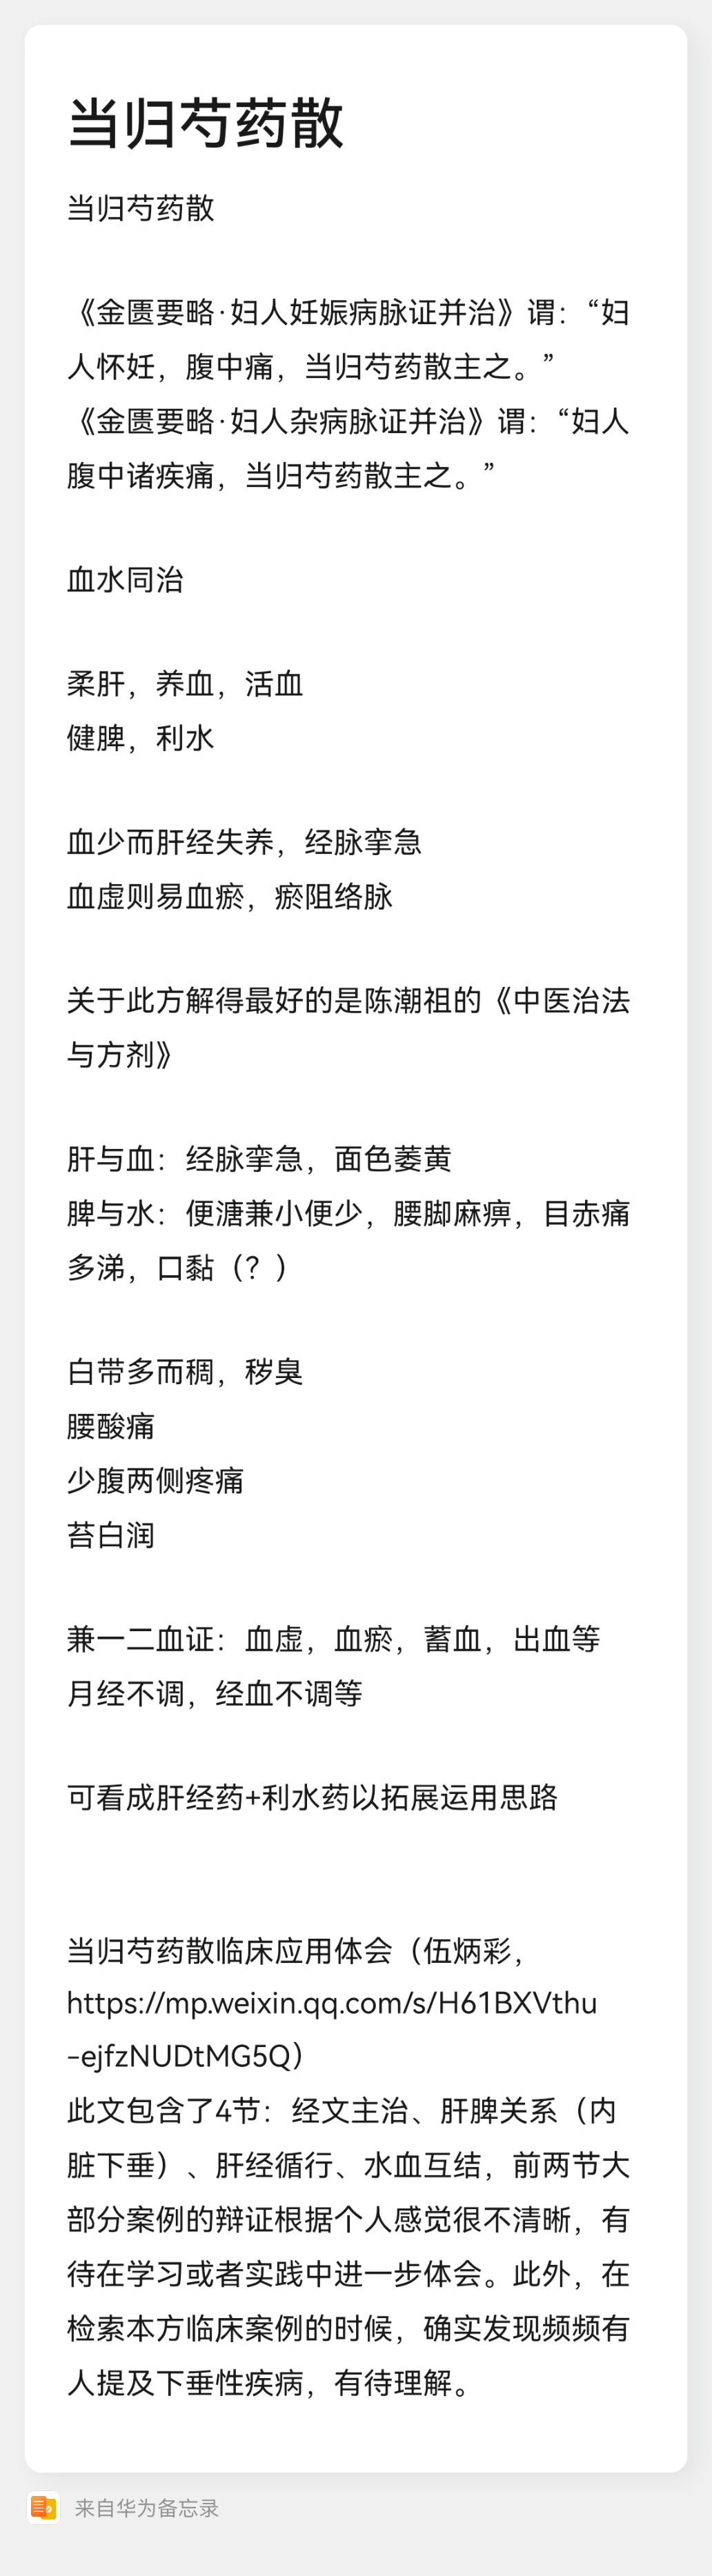 当归芍药散
当归芍药散
《金匮要略·妇人妊娠病脉证并治》谓：“妇
人怀妊，腹中痛，当归芍药散主之。”
《金匮要略·妇人杂病脉证并治》谓：“妇人
腹中诸疾痛，当归芍药散主之。”
血水同治
柔肝，养血，活血
健脾，利水
血少而肝经失养，经脉挛急
血虚则易血瘀，瘀阻络脉
关于此方解得最好的是陈潮祖的《中医治法
与方剂》
肝与血：经脉挛急，面色萎黄
脾与水：便溏兼小便少，腰脚麻痹，目赤痛
多涕，口黏（？）
白带多而稠，秽臭
腰酸痛
少腹两侧疼痛
苔白润
兼一二血证：血虚，血瘀，蓄血，出血等
月经不调，经血不调等
可看成肝经药+利水药以拓展运用思路
当归芍药散临床应用体会（伍炳彩，
https://mp.weixin.qq.com/s/H61BXVthu
-ejfzNUDtMG5Q）
此文包含了4节：经文主治、肝脾关系（内
脏下垂）、肝经循行、水血互结，前两节大
部分案例的辩证根据个人感觉很不清晰，有
待在学习或者实践中进一步体会。此外，在
检索本方临床案例的时候，确实发现频频有
人提及下垂性疾病，有待理解。
来自华为备忘录